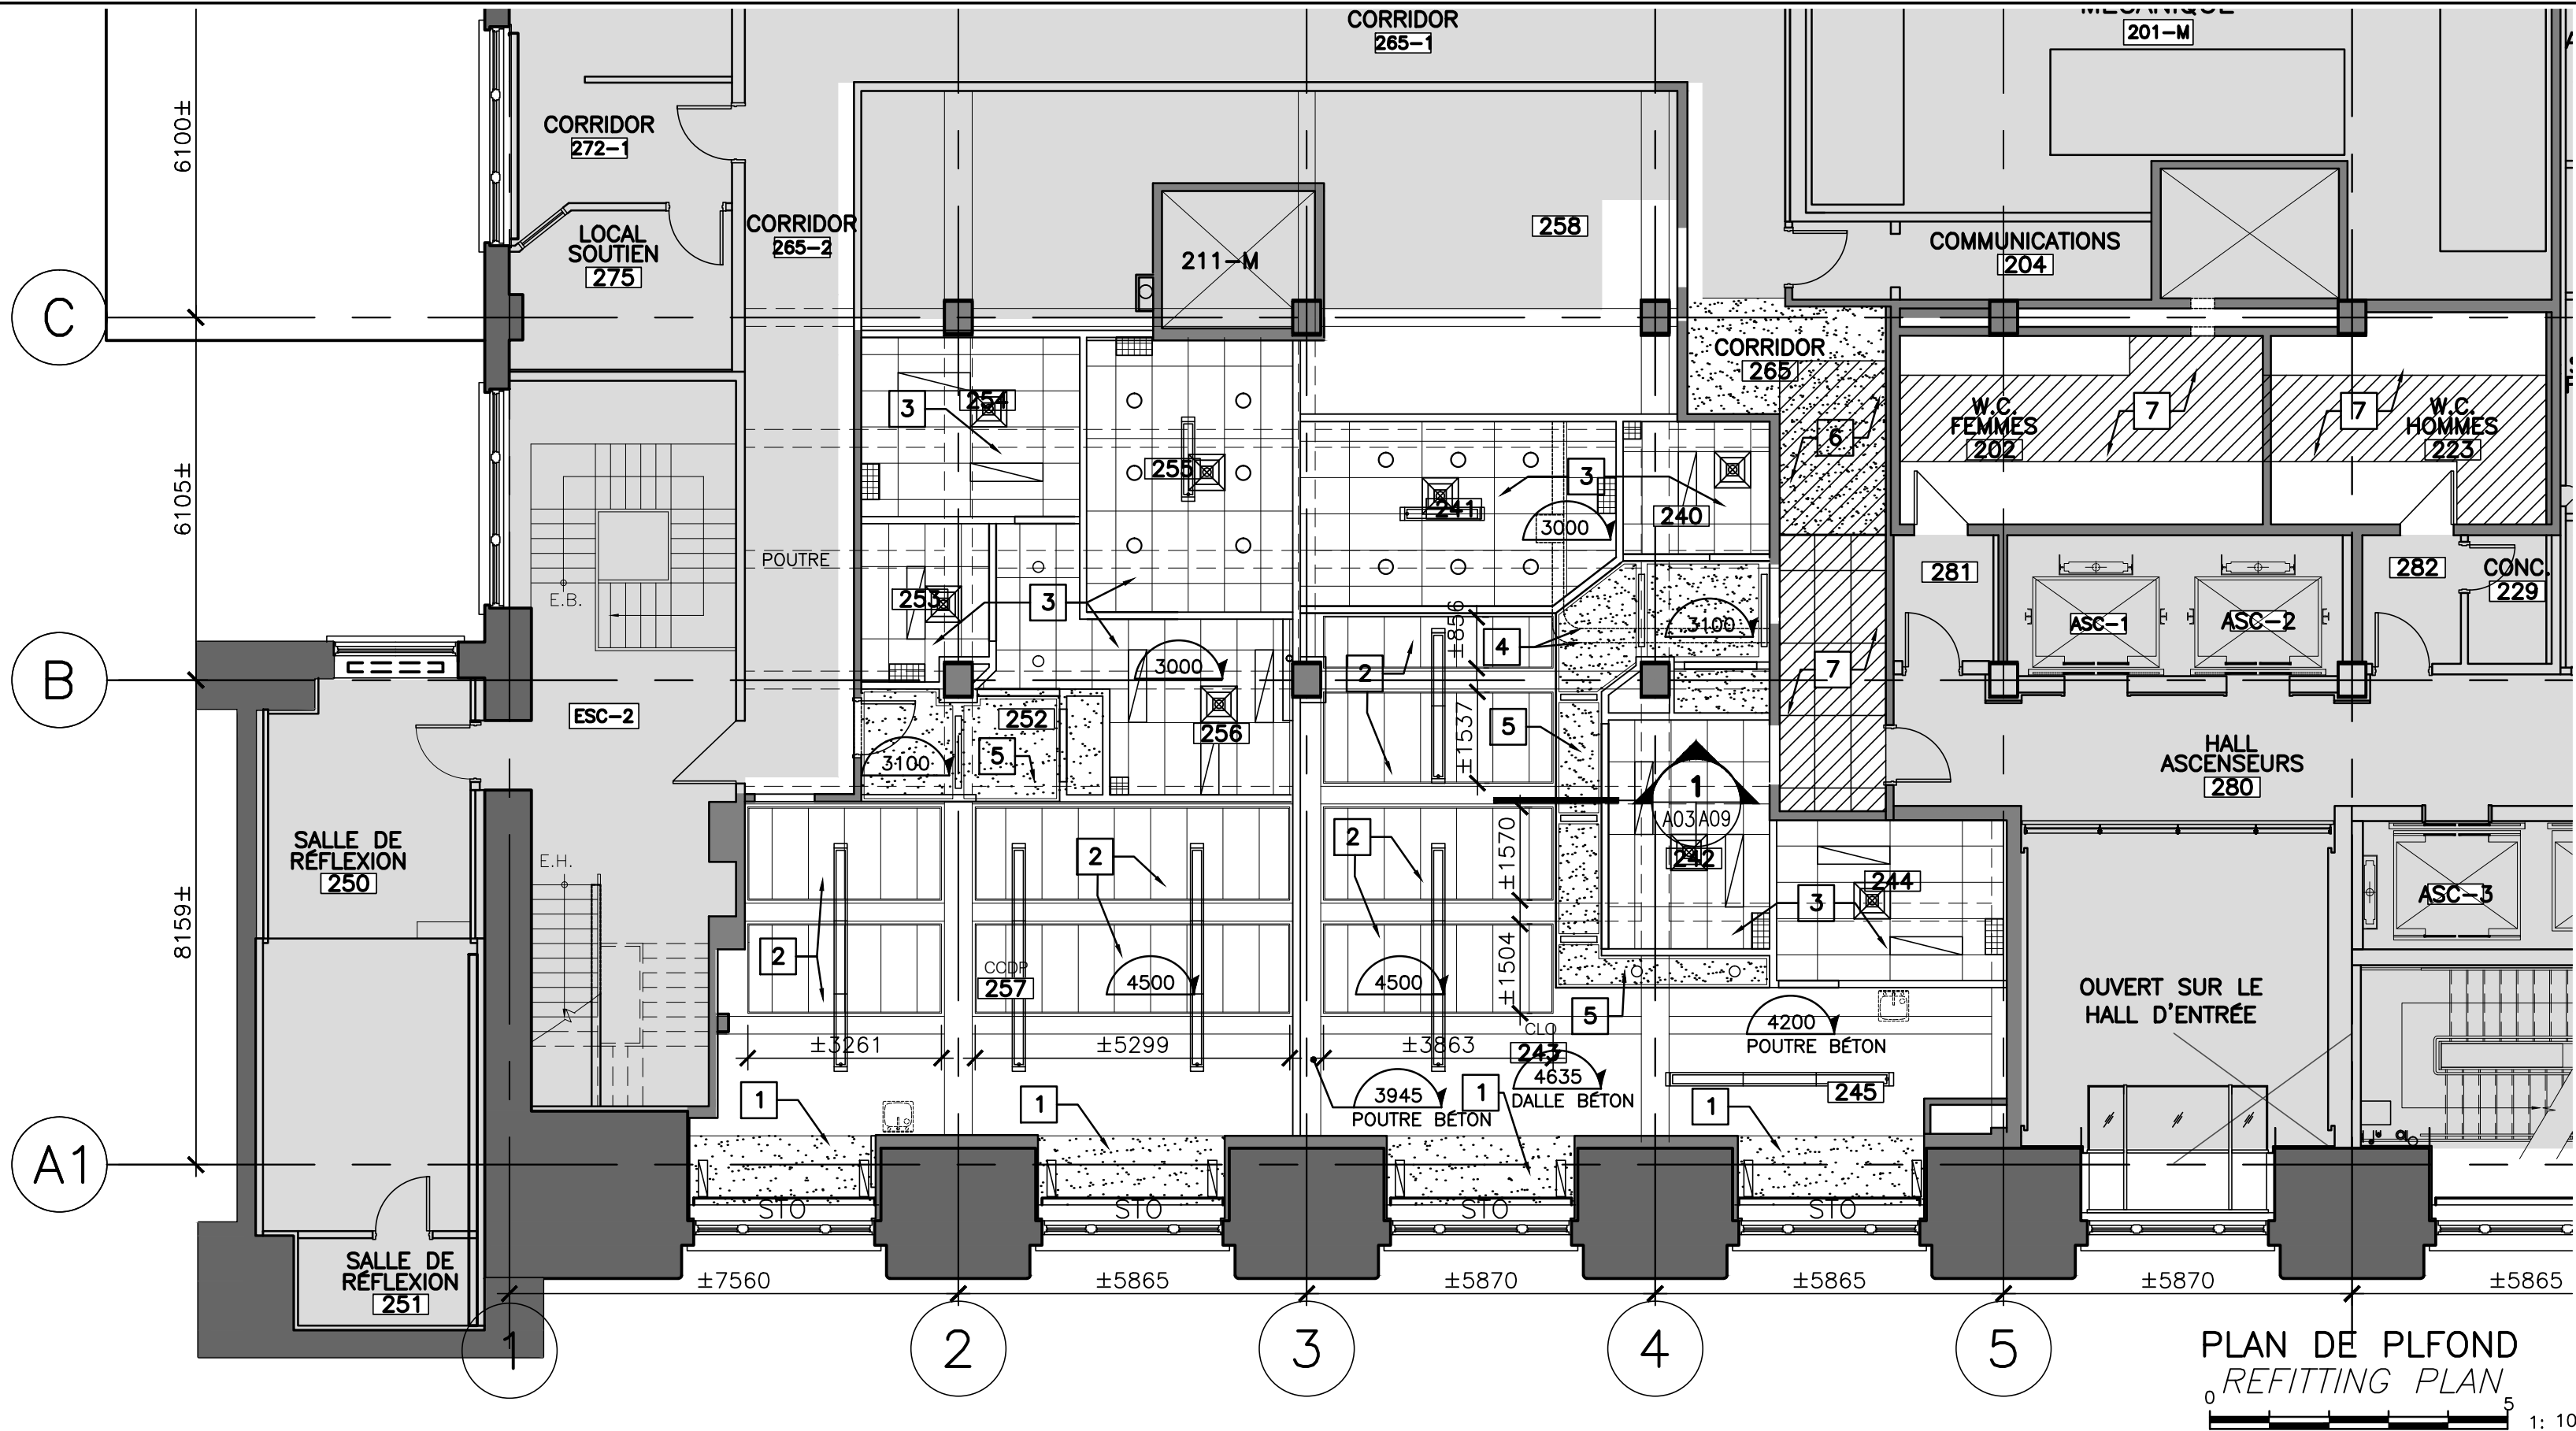 CORRIDOR
265-1
MÉCANIQUE
201-M
6100±
CORRIDOR
272-1
LOCAL
SOUTIEN
275
CORRIDOR
265-2
211-M
258
COMMUNICATIONS
204
C
CORRIDOR
265
254
3
255
241
3
3000
240
6
W.C.
FEMMES
202
7
7
W.C.
HOMMES
223
6105±
POUTRE
E.B.
253
3
±856
4
3100
281
ASC-1
ASC-2
282
CONC.
229
B
3000
2
7
ESC-2
252
256
±1537
5
3100
5
HALL
ASCENSEURS
280
1
A03
A09
SALLE DE
RÉFLEXION
250
E.H.
2
2
±1570
242
244
3
ASC-3
8159±
2
CCDP
257
4500
4500
±1504
5
4200
POUTRE BÉTON
OUVERT SUR LE
HALL D'ENTRÉE
±3261
±5299
±3863
CLO
243
4635
DALLE BÉTON
3945
POUTRE BÉTON
245
1
1
1
1
A1
STO
STO
STO
STO
SALLE DE
RÉFLEXION
251
±7560
±5865
±5870
±5865
±5870
±5865
1
2
3
4
5
PLAN DE PLFOND
REFITTING PLAN
0
5
1: 10